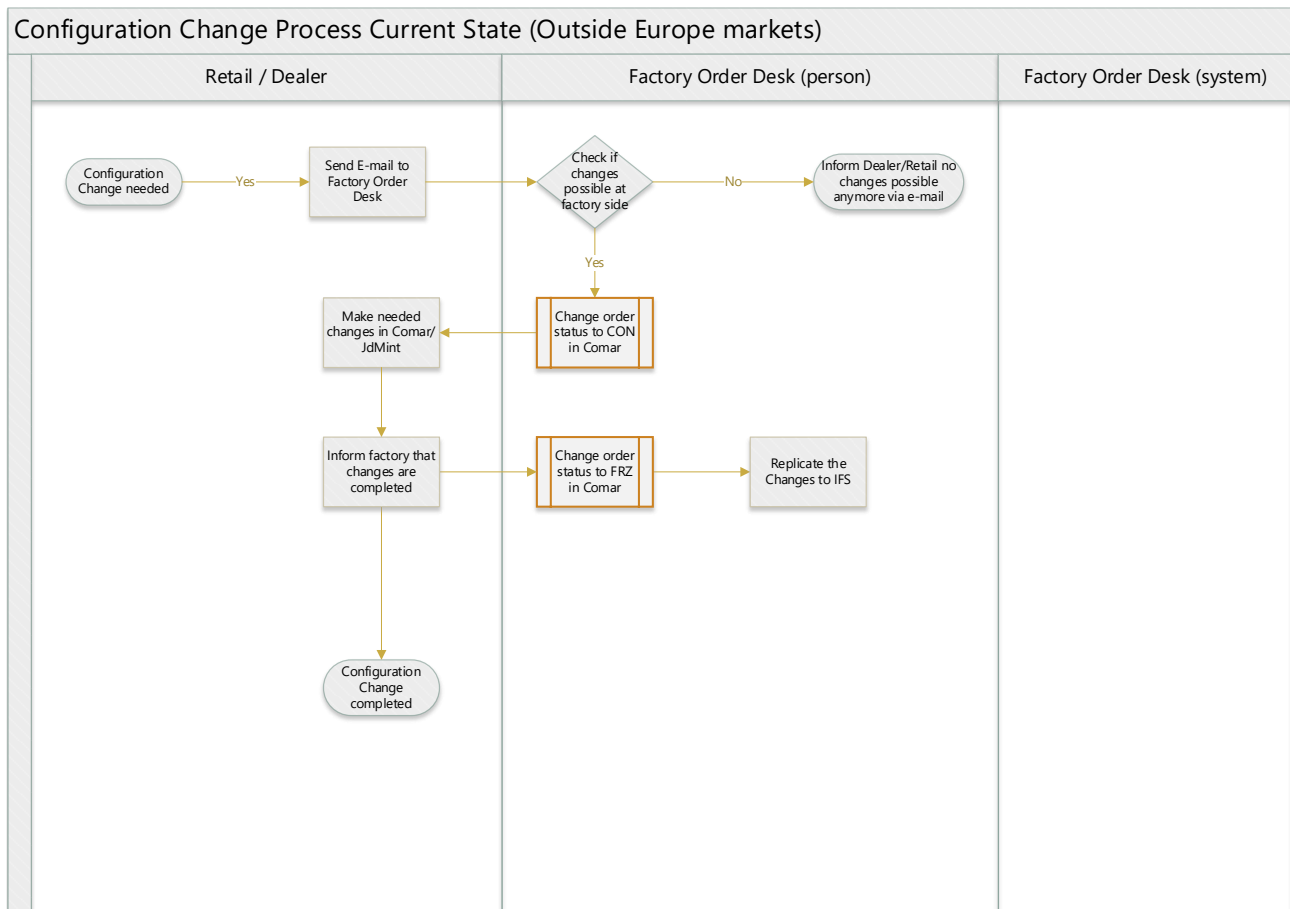 Configuration Change Process Current State (Outside Europe markets)
Retail / Dealer
Factory Order Desk (person)
Factory Order Desk (system)
Configuration
Change needed
Yes
Send E-mail to
Factory Order
Desk
Check if
changes
possible at
factory side
No
Inform Dealer/Retail no
changes possible
anymore via e-mail
Yes
Make needed
changes in Comar/
JdMint
Change order
status to CON
in Comar
Inform factory that
changes are
completed
Change order
status to FRZ
in Comar
Replicate the
Changes to IFS
Configuration
Change
completed